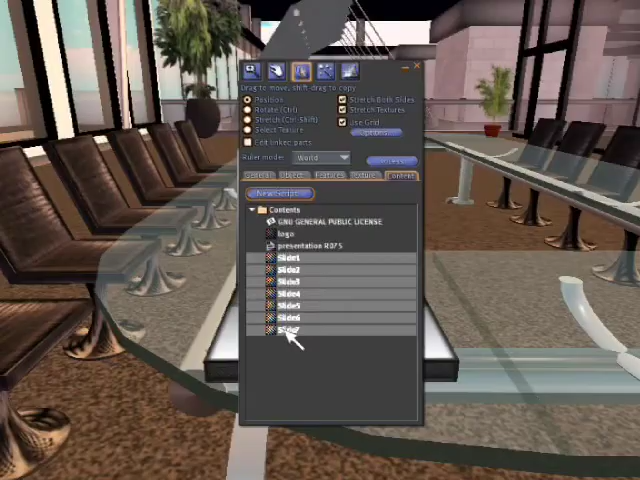 Drag to move, shift-drag to copy
Position
Rotate (Ctrl)
Stretch (Ctrl-Shift)
Select Texture
Edit linked parts
Stretch Both Sides
Stretch Textures
Use Grid
Options...
Ruler mode: World
General Object Features Texture Content
New Script...
Contents
GNU GENERAL PUBLIC LICENSE
logo
Slide1
Slide2
Slide3
Slide4
Slide5
Slide6
Slide7